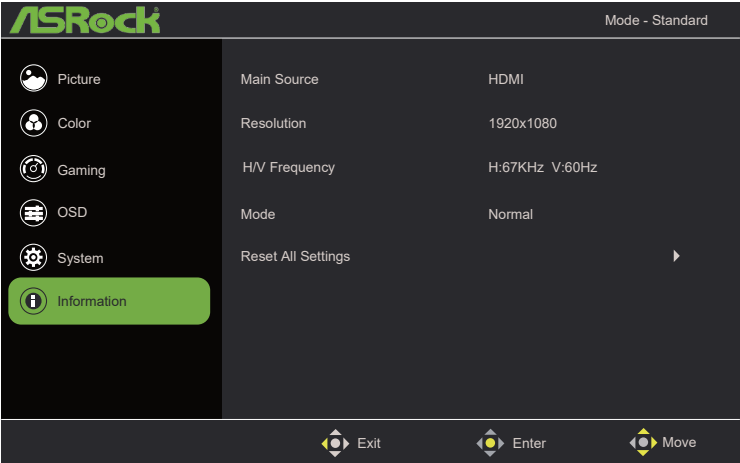 ASRock
Mode - Standard
Picture
Color
Gaming
OSD
System
Information
Main Source HDMI
Resolution 1920x1080
H/V Frequency H:67KHz V:60Hz
Mode Normal
Reset All Settings
Exit Enter Move